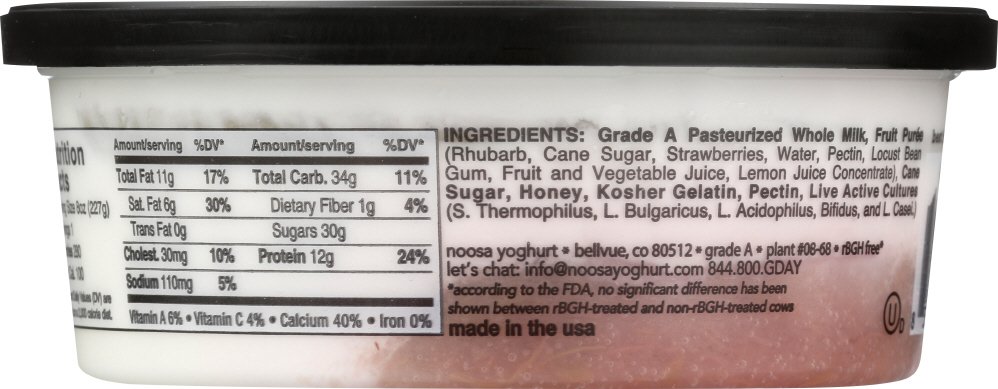 Amount/serving %DV* Amount/serving %DV*
Total Fat 11g 17% Total Carb. 34g 11%
Sat. Fat 6g 30% Dietary Fiber 1g 4%
Trans Fat 0g Sugars 30g
Cholest. 30mg 10% Protein 12g 24%
Sodium 110mg 5%
Vitamin A 6% • Vitamin C 4% • Calcium 40% • Iron 0%
Size 8oz (227g)
calorie diet.
INGREDIENTS: Grade A Pasteurized Whole Milk, Fruit Purée
(Rhubarb, Cane Sugar, Strawberries, Water, Pectin, Locust Bean
Gum, Fruit and Vegetable Juice, Lemon Juice Concentrate), Cane
Sugar, Honey, Kosher Gelatin, Pectin, Live Active Cultures
(S. Thermophilus, L. Bulgaricus, L. Acidophilus, Bifidus, and L. Casei.)
noosa yoghurt • bellvue, co 80512 • grade A • plant #08-68 • rBGH free*
let's chat: info@noosayoghurt.com 844.800.GDAY
*according to the FDA, no significant difference has been
shown between rBGH-treated and non-rBGH-treated cows
made in the usa
U D